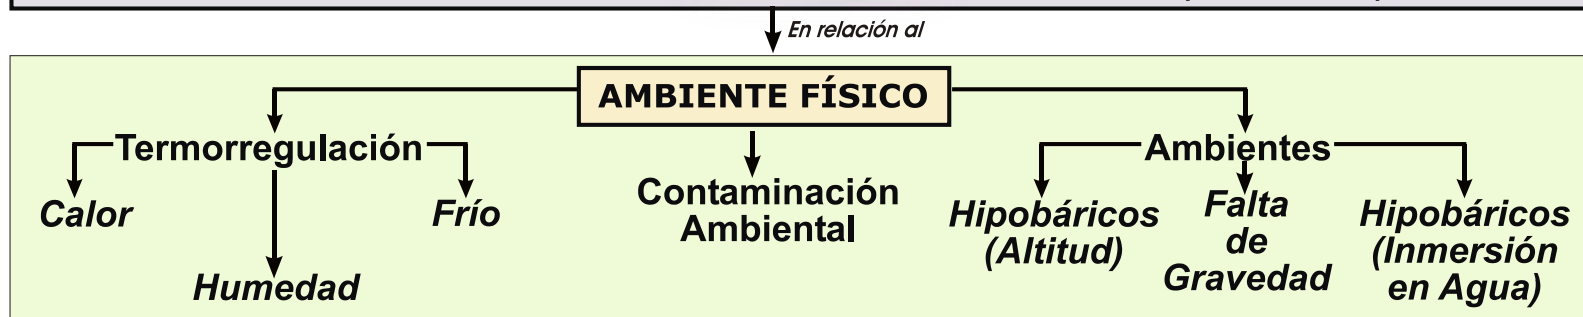 En relación al
AMBIENTE FÍSICO
Termorregulación
Calor
Frío
Humedad
Contaminación
Ambiental
Ambientes
Hipobáricos
(Altitud)
Falta
de
Gravedad
Hipobáricos
(Inmersión
en Agua)